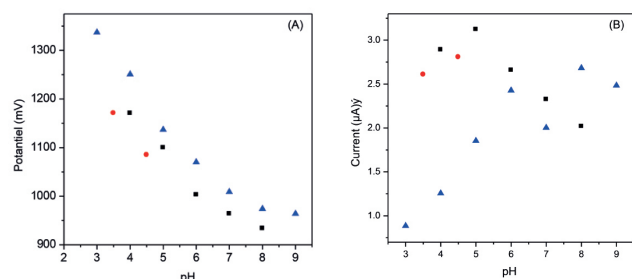 (A)
Potantiel (mV)
1300
1200
1100
1000
900
2 3 4 5 6 7 8 9
pH
(B)
Current (µA)ÿ
3.0
2.5
2.0
1.5
1.0
3 4 5 6 7 8 9
pH